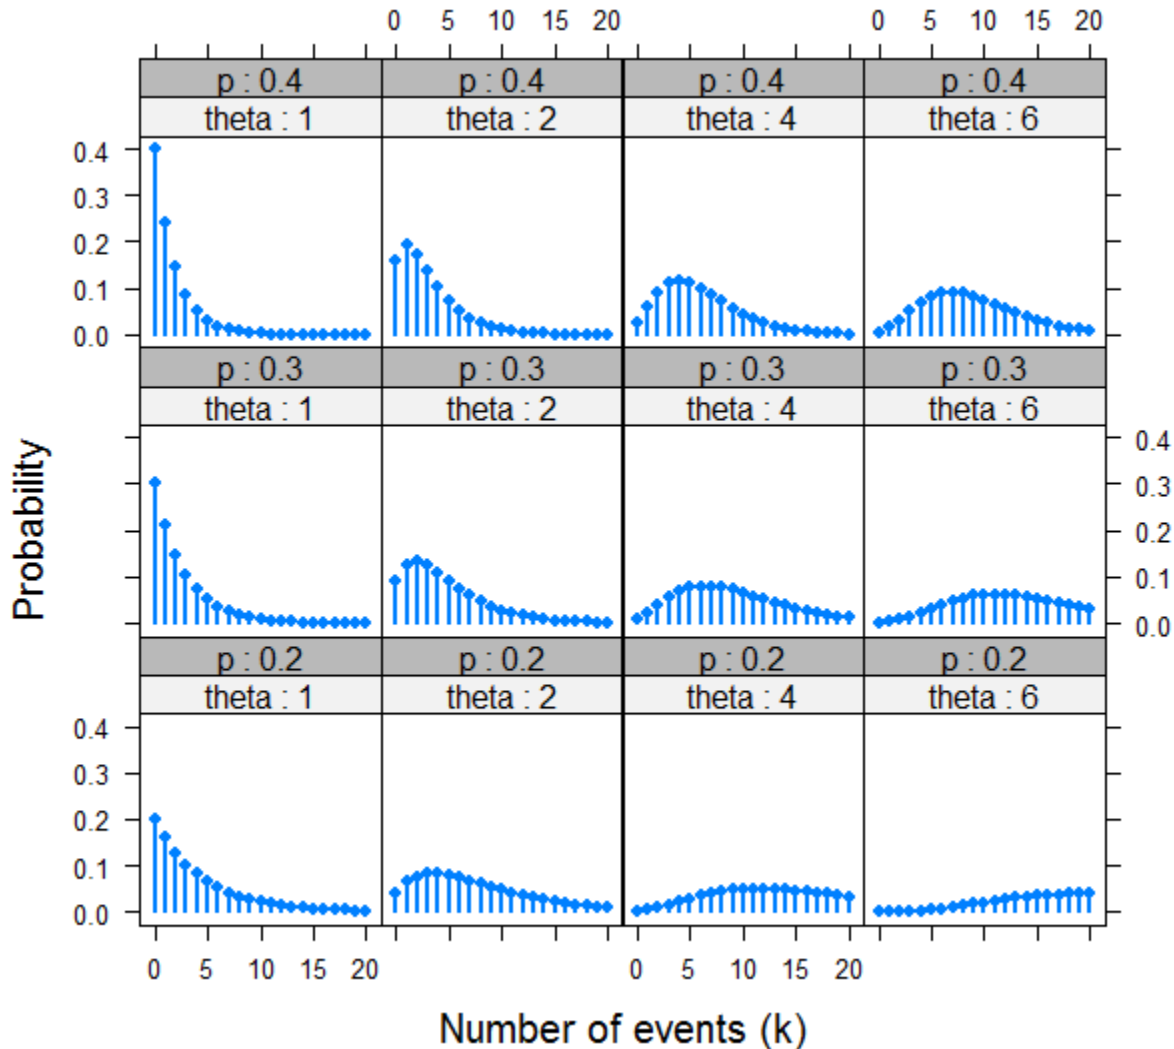 0 5 10 15 20 0 5 10 15 20
p : 0.4 p : 0.4 p : 0.4 p : 0.4
theta : 1 theta : 2 theta : 4 theta : 6
0.4
0.3
0.2
0.1
0.0
p : 0.3 p : 0.3 p : 0.3 p : 0.3
theta : 1 theta : 2 theta : 4 theta : 6
0.4
0.3
0.2
0.1
0.0
p : 0.2 p : 0.2 p : 0.2 p : 0.2
theta : 1 theta : 2 theta : 4 theta : 6
0.4
0.3
0.2
0.1
0.0
0 5 10 15 20 0 5 10 15 20
Probability
Number of events (k)